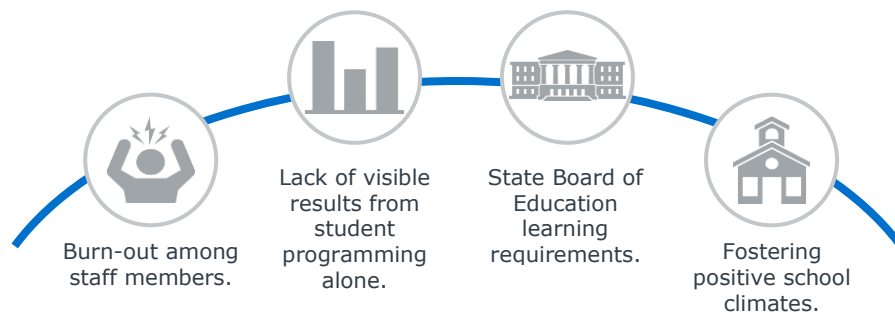 Burn-out among
staff members.
Lack of visible
results from
student
programming
alone.
State Board of
Education
learning
requirements.
Fostering
positive school
climates.